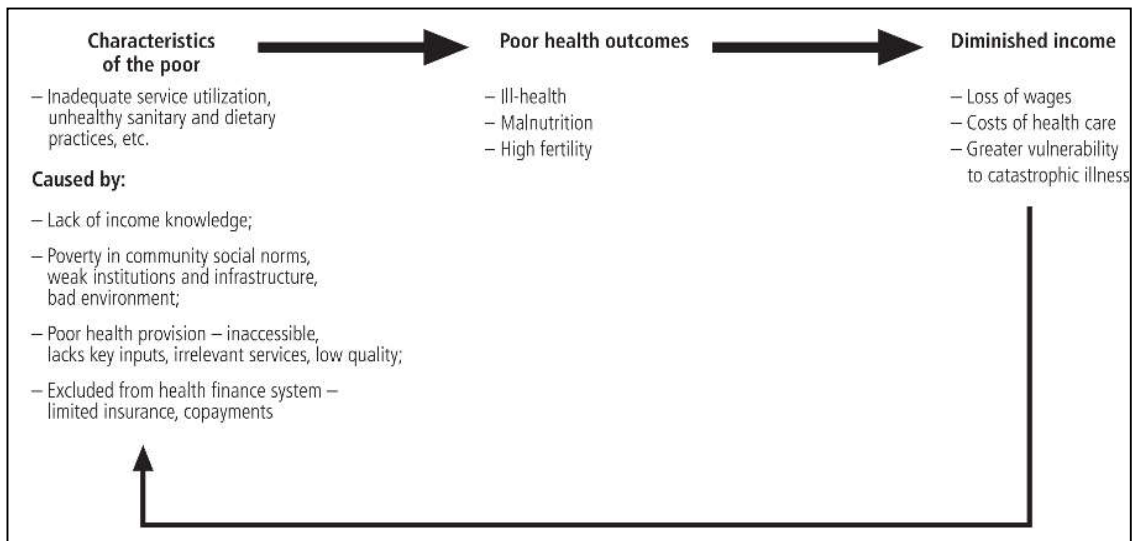 Characteristics
of the poor
– Inadequate service utilization,
unhealthy sanitary and dietary
practices, etc.
Caused by:
– Lack of income knowledge;
– Poverty in community social norms,
weak institutions and infrastructure,
bad environment;
– Poor health provision – inaccessible,
lacks key inputs, irrelevant services, low quality;
– Excluded from health finance system –
limited insurance, copayments
Poor health outcomes
– Ill-health
– Malnutrition
– High fertility
Diminished income
– Loss of wages
– Costs of health care
– Greater vulnerability
to catastrophic illness